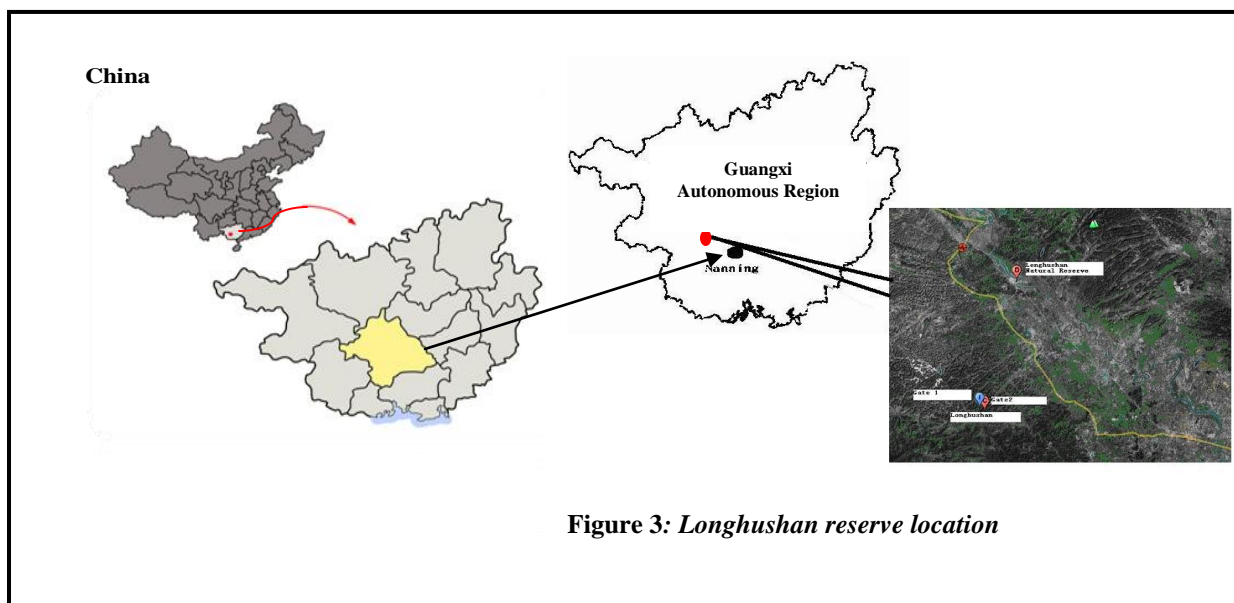 China
Guangxi
Autonomous Region
Nanning
Longhushan
Natural Reserve
Gate 1
Gate2
Longhushan
Figure 3: Longhushan reserve location